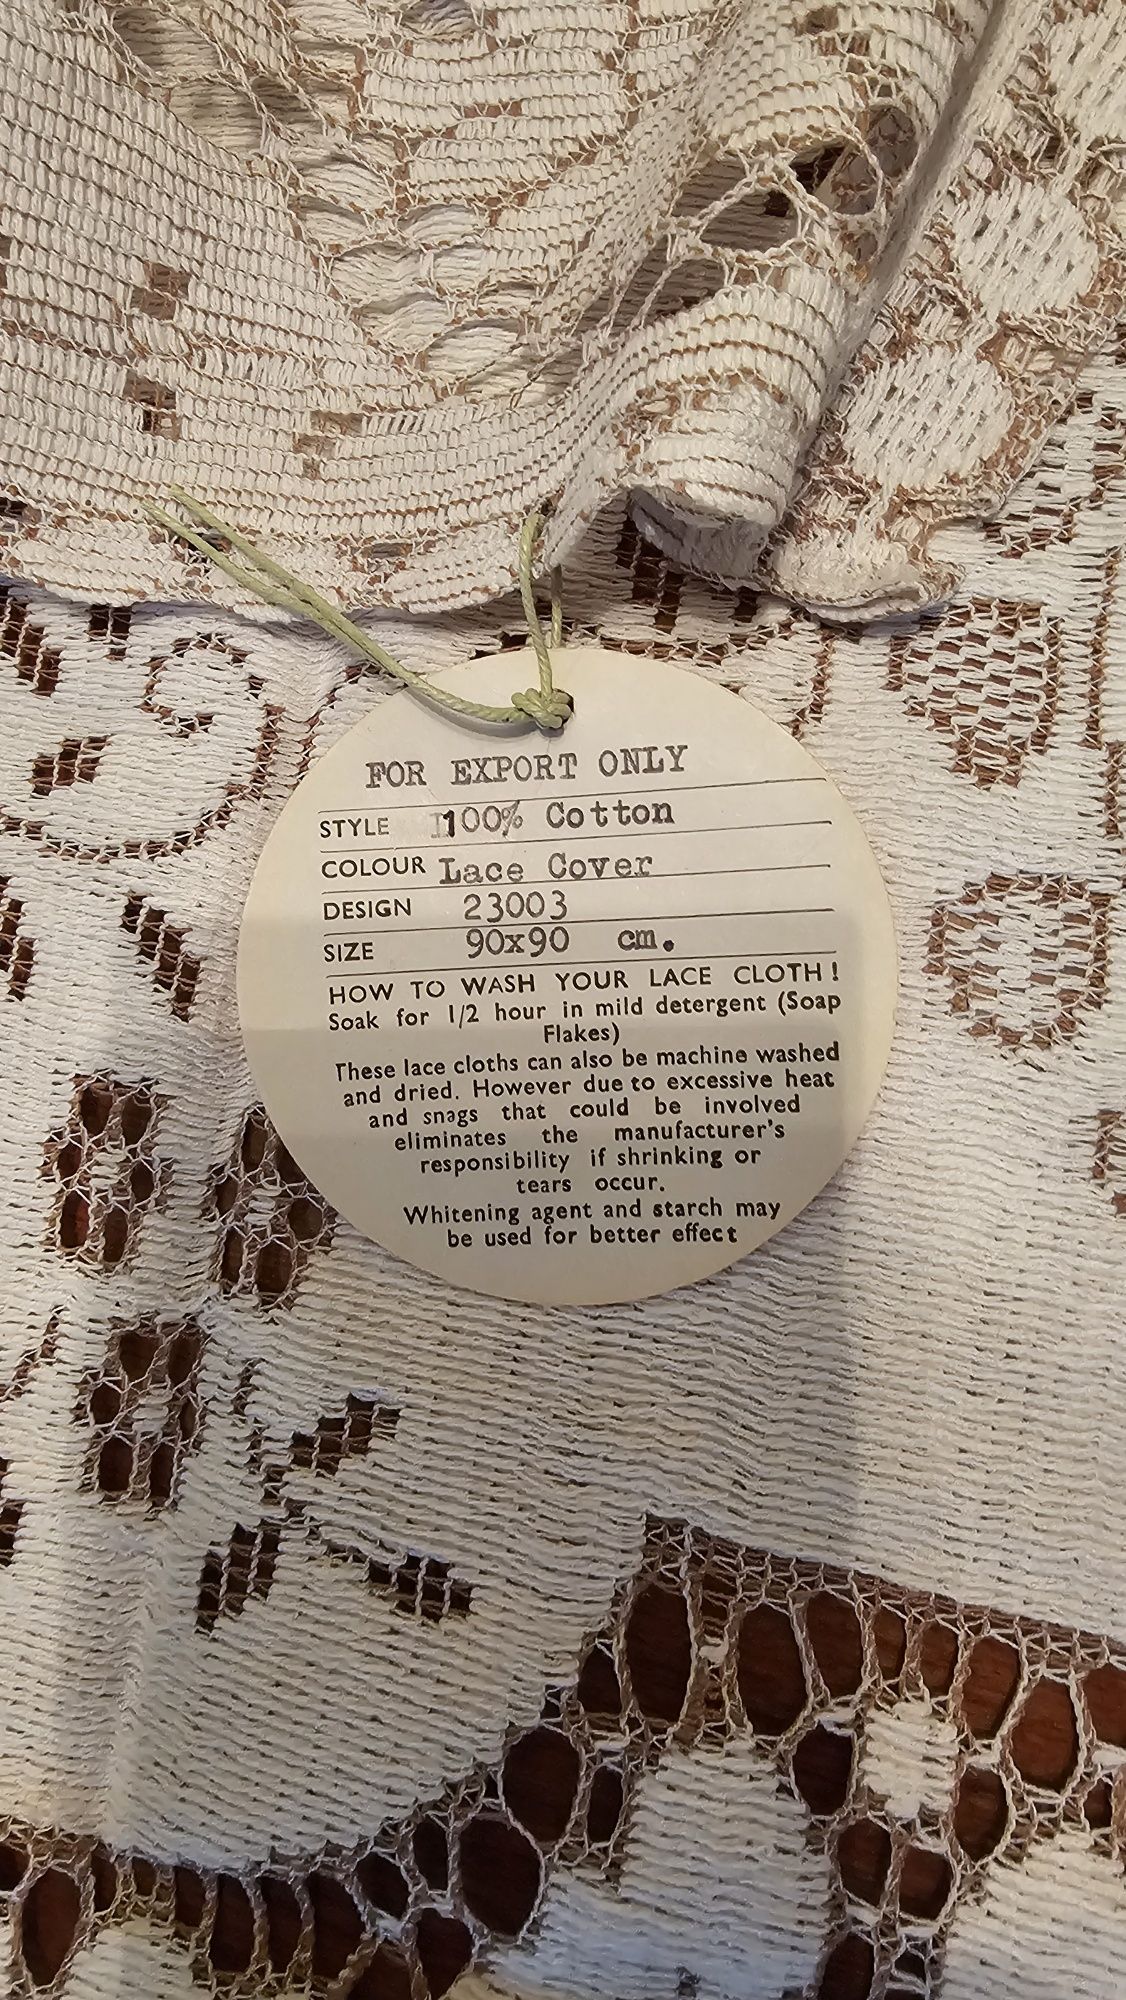 FOR EXPORT ONLY
STYLE 100% Cotton
COLOUR Lace Cover
DESIGN 23003
SIZE 90x90 cm.
HOW TO WASH YOUR LACE CLOTH!
Soak for 1/2 hour in mild detergent (Soap
Flakes)
These lace cloths can also be machine washed
and dried. However due to excessive heat
and snags that could be involved
eliminates the manufacturer's
responsibility if shrinking or
tears occur.
Whitening agent and starch may
be used for better effect